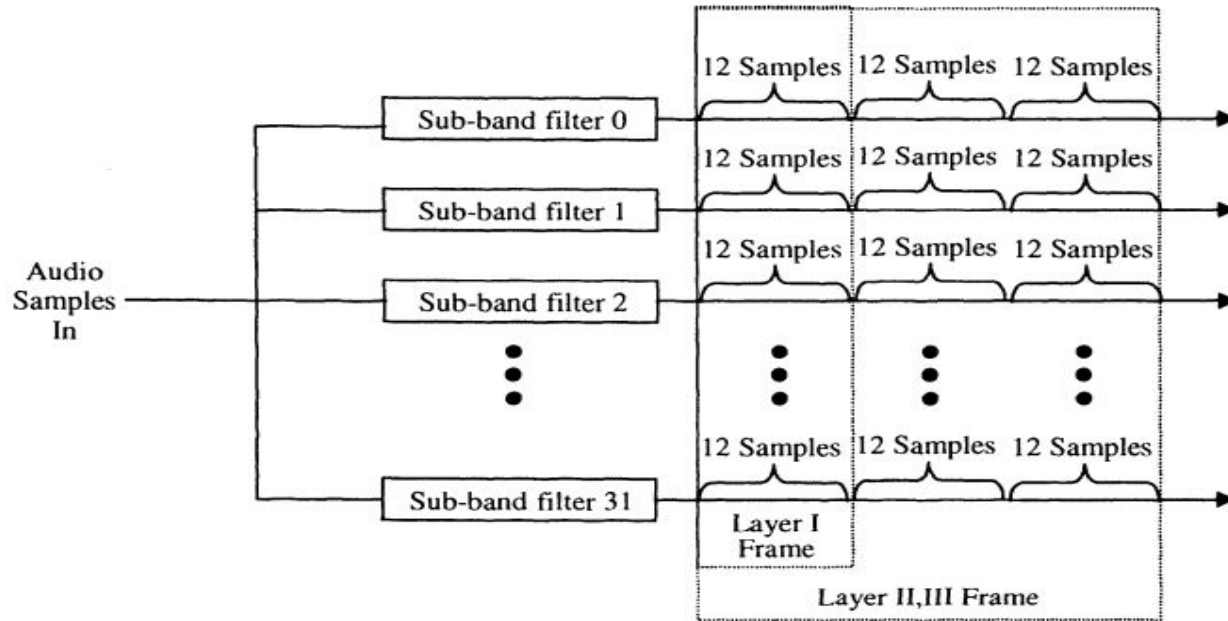 12 Samples 12 Samples 12 Samples
Sub-band filter 0
12 Samples 12 Samples 12 Samples
Sub-band filter 1
12 Samples 12 Samples 12 Samples
Audio
Samples
In
Sub-band filter 2
12 Samples 12 Samples 12 Samples
Sub-band filter 31
Layer I
Frame
Layer II,III Frame